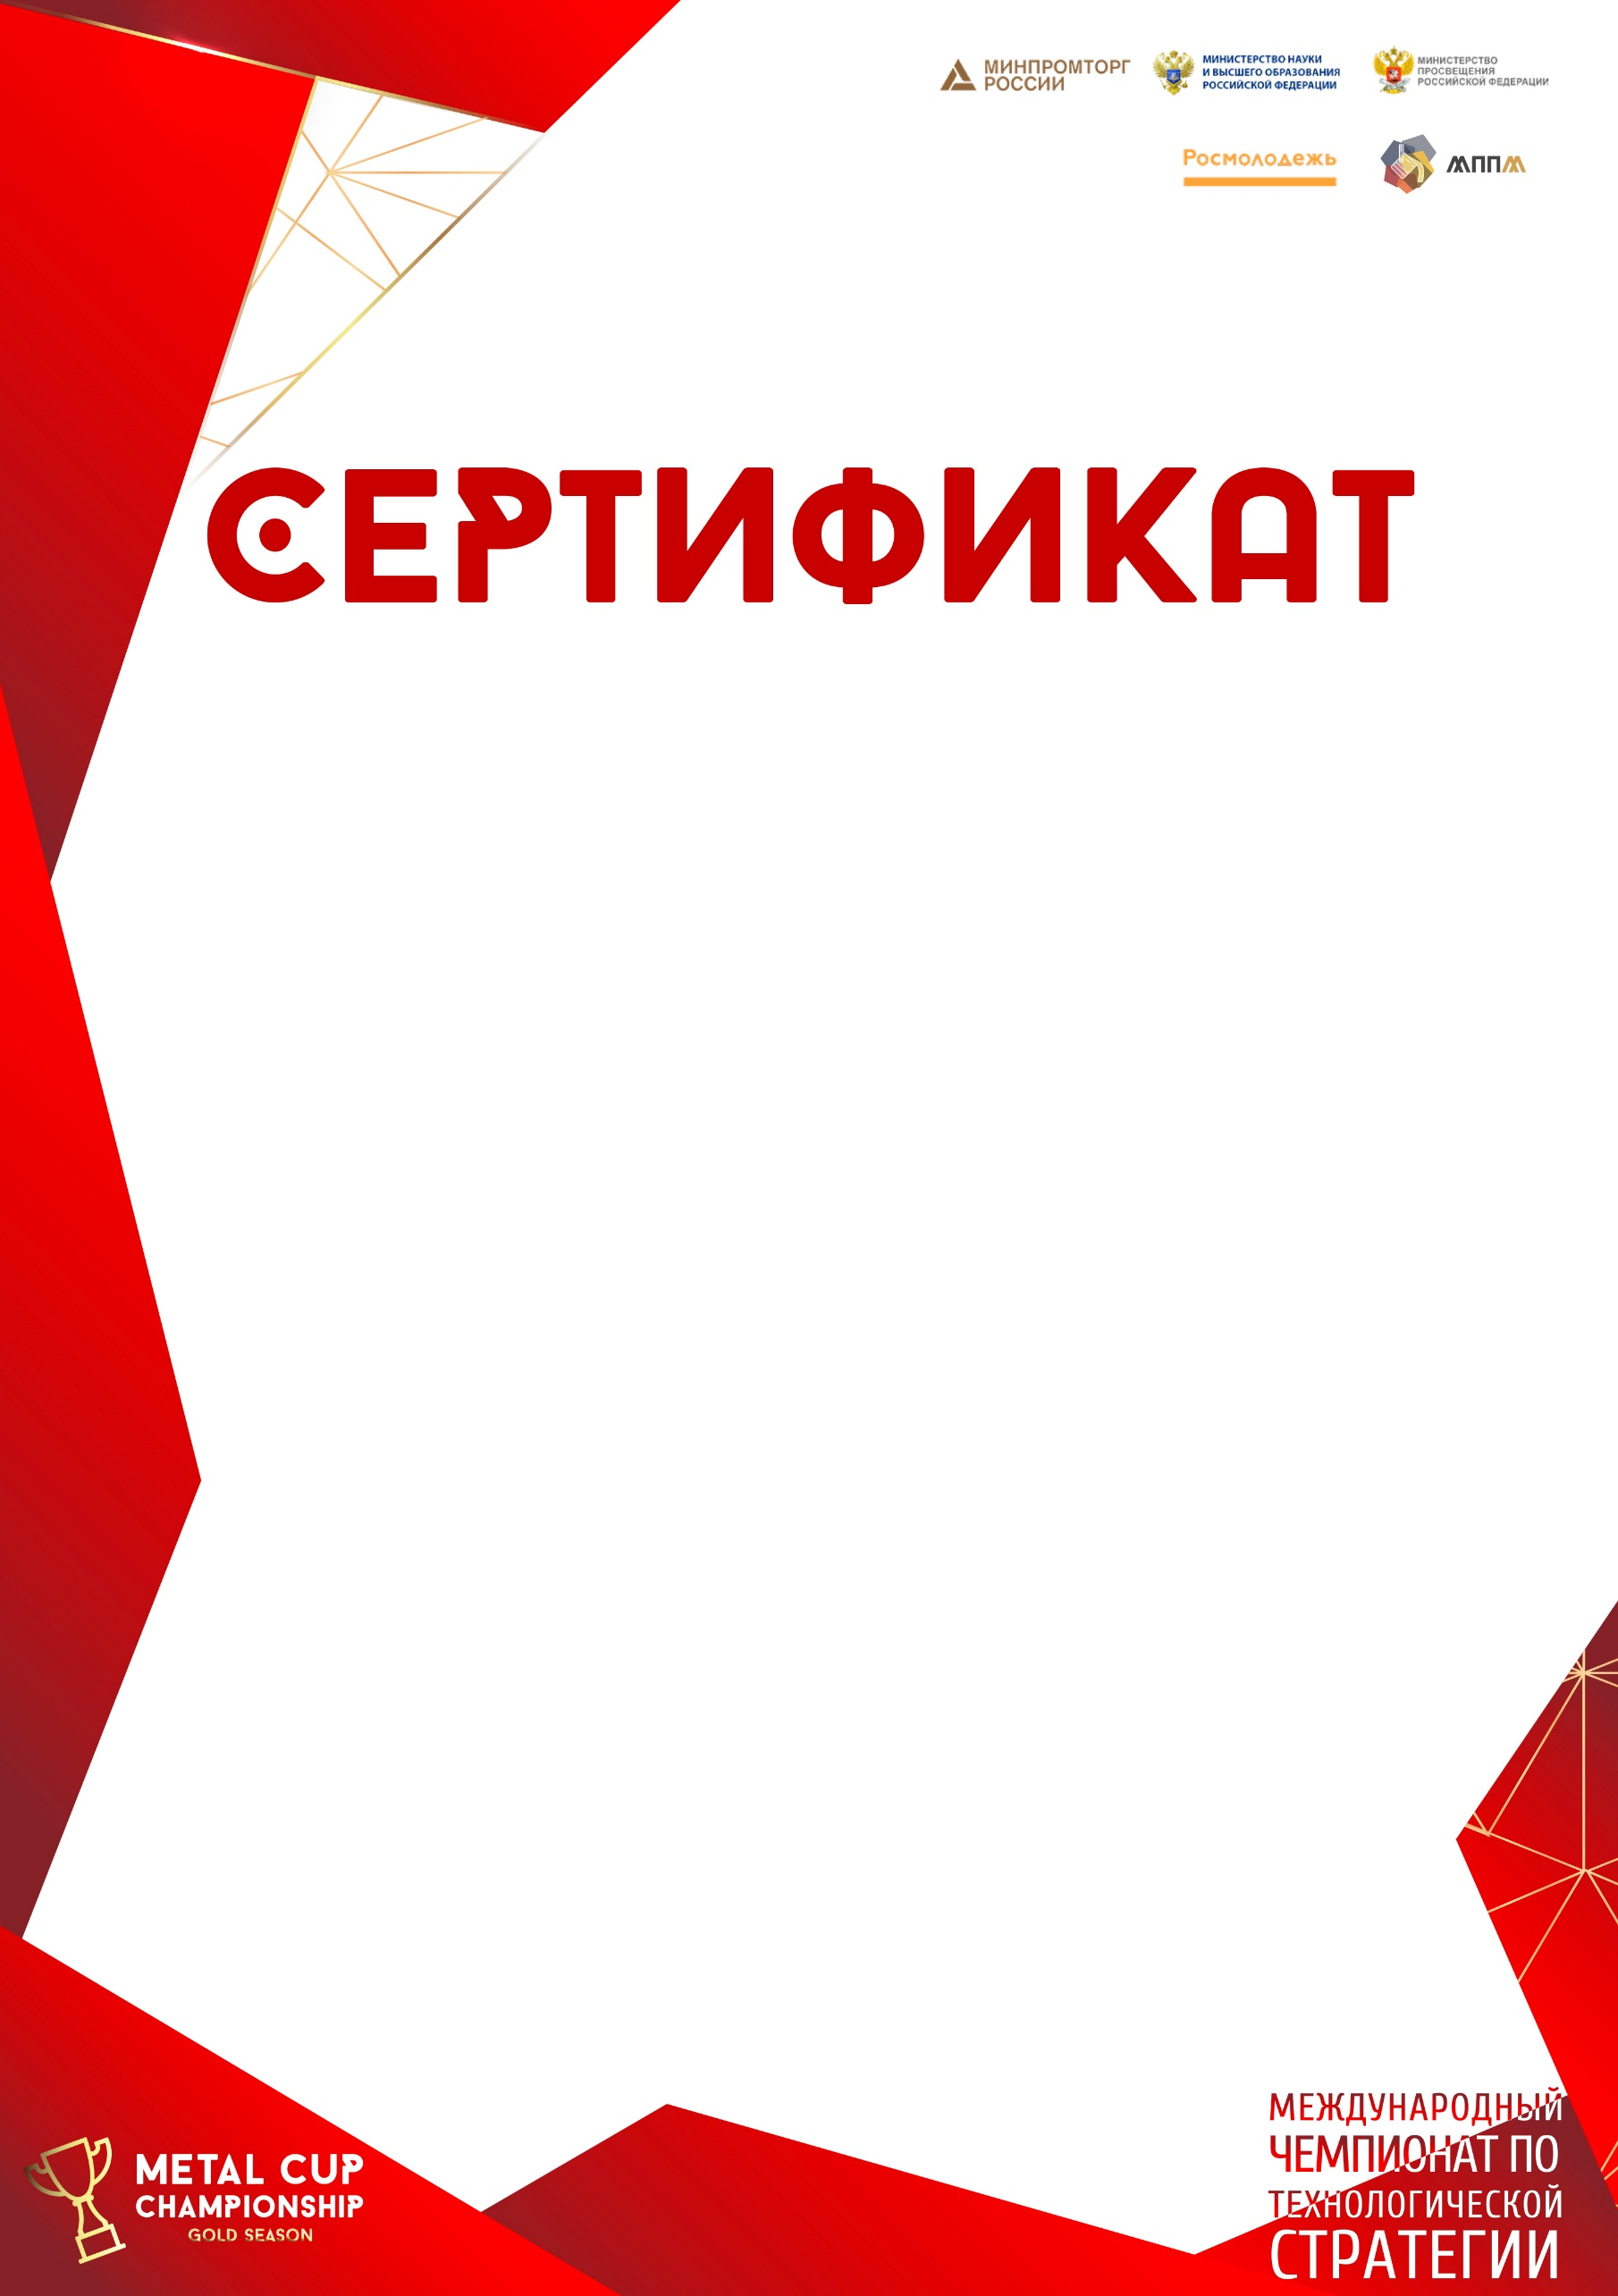 МИНПРОМТОРГ
РОССИИ
МИНИСТЕРСТВО НАУКИ
И ВЫСШЕГО ОБРАЗОВАНИЯ
РОССИЙСКОЙ ФЕДЕРАЦИИ
МИНИСТЕРСТВО
ПРОСВЕЩЕНИЯ
РОССИЙСКОЙ ФЕДЕРАЦИИ
Росмолодежь
МППМ
СЕРТИФИКАТ
METAL CUP
CHAMPIONSHIP
GOLD SEASON
МЕЖДУНАРОДНЫЙ
ЧЕМПИОНАТ ПО
ТЕХНОЛОГИЧЕСКОЙ
СТРАТЕГИИ